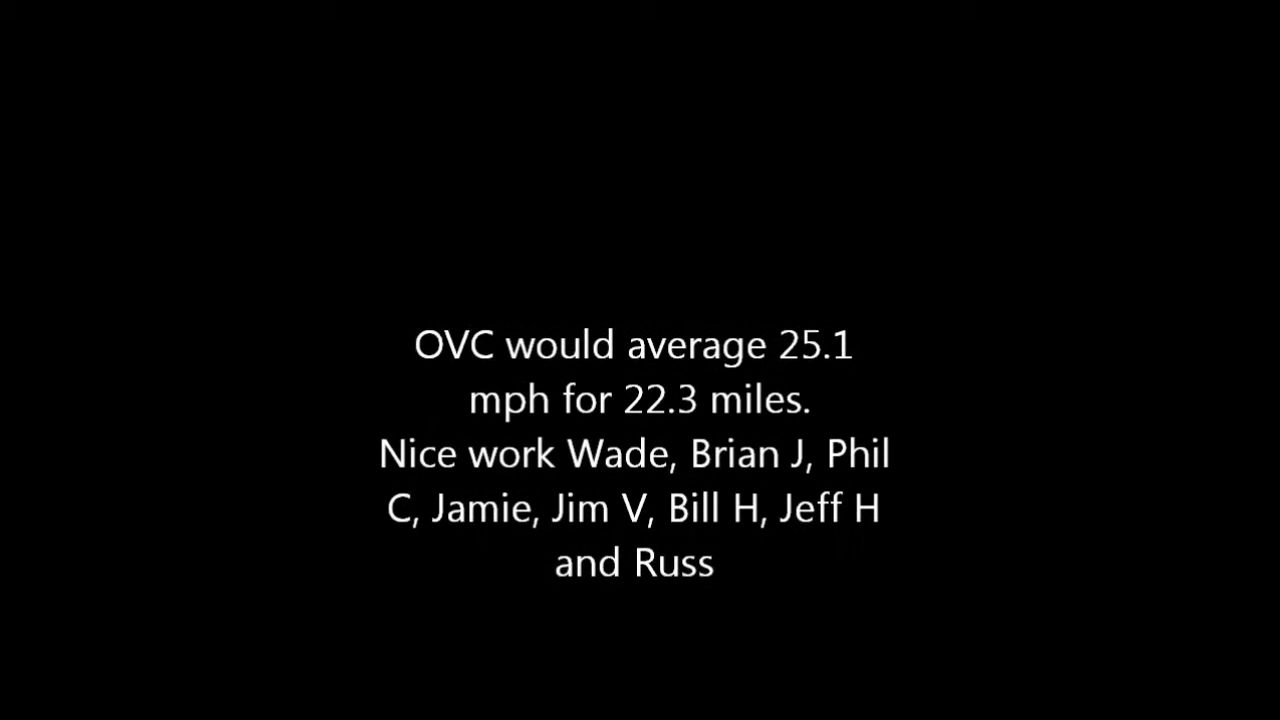 OVC would average 25.1
mph for 22.3 miles.
Nice work Wade, Brian J, Phil
C, Jamie, Jim V, Bill H, Jeff H
and Russ